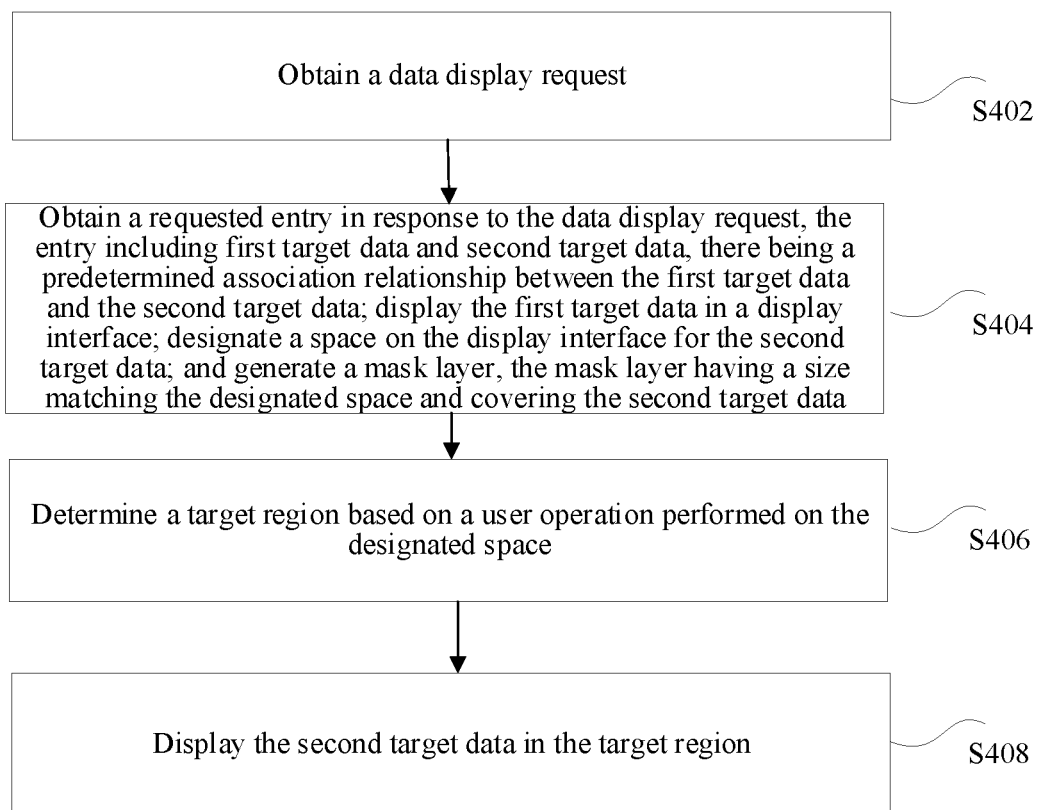 Obtain a data display request
S402
Obtain a requested entry in response to the data display request, the
entry including first target data and second target data, there being a
predetermined association relationship between the first target data
and the second target data; display the first target data in a display
interface; designate a space on the display interface for the second
target data; and generate a mask layer, the mask layer having a size
matching the designated space and covering the second target data
S404
Determine a target region based on a user operation performed on the
designated space
S406
Display the second target data in the target region
S408